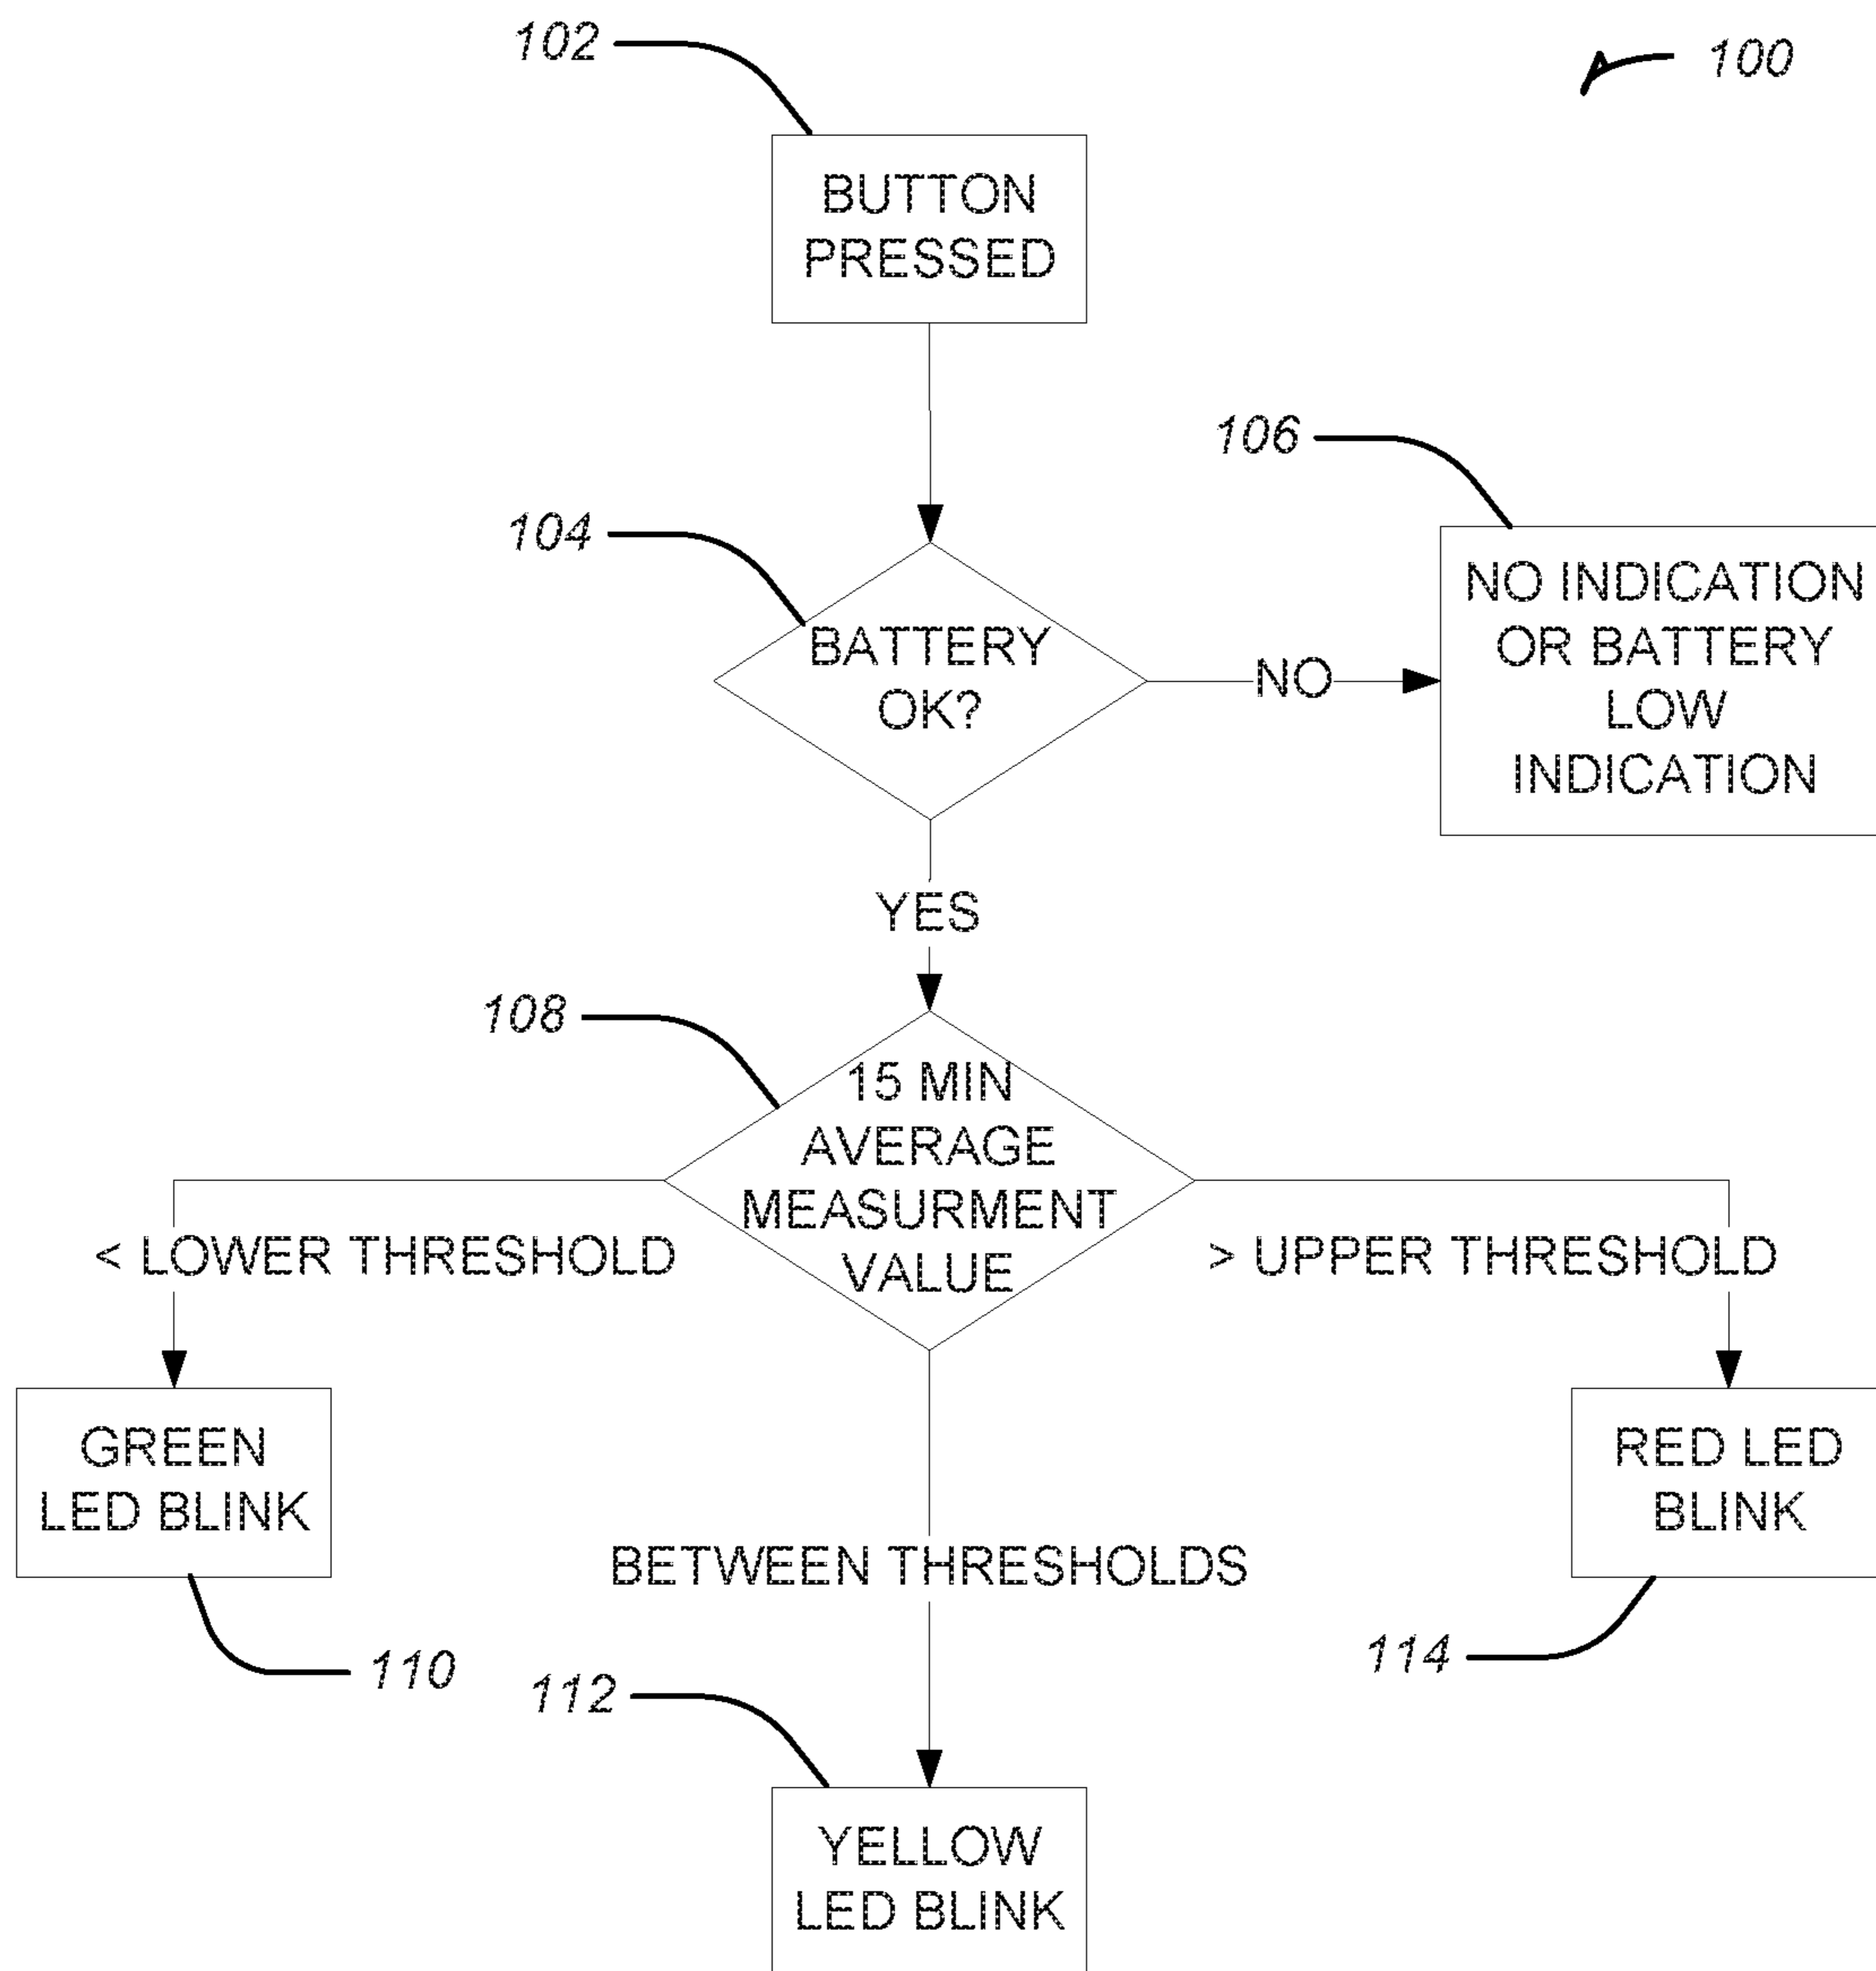 102
100
BUTTON
PRESSED
106
104
NO INDICATION
OR BATTERY
LOW
INDICATION
BATTERY
OK?
NO
YES
108
15 MIN
AVERAGE
MEASURMENT
VALUE
< LOWER THRESHOLD
> UPPER THRESHOLD
GREEN
LED BLINK
RED LED
BLINK
BETWEEN THRESHOLDS
110
112
114
YELLOW
LED BLINK